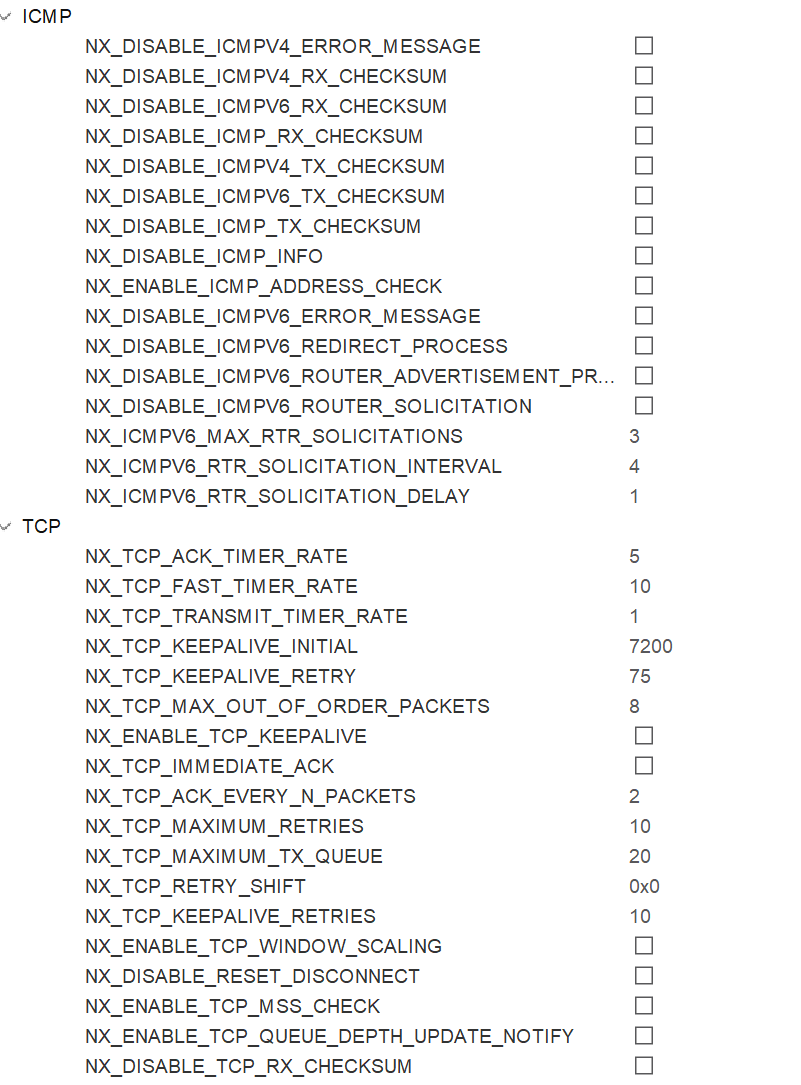 ICMP
NX_DISABLE_ICMPV4_ERROR_MESSAGE
NX_DISABLE_ICMPV4_RX_CHECKSUM
NX_DISABLE_ICMPV6_RX_CHECKSUM
NX_DISABLE_ICMP_RX_CHECKSUM
NX_DISABLE_ICMPV4_TX_CHECKSUM
NX_DISABLE_ICMPV6_TX_CHECKSUM
NX_DISABLE_ICMP_TX_CHECKSUM
NX_DISABLE_ICMP_INFO
NX_ENABLE_ICMP_ADDRESS_CHECK
NX_DISABLE_ICMPV6_ERROR_MESSAGE
NX_DISABLE_ICMPV6_REDIRECT_PROCESS
NX_DISABLE_ICMPV6_ROUTER_ADVERTISEMENT_PR...
NX_DISABLE_ICMPV6_ROUTER_SOLICITATION
NX_ICMPV6_MAX_RTR_SOLICITATIONS 3
NX_ICMPV6_RTR_SOLICITATION_INTERVAL 4
NX_ICMPV6_RTR_SOLICITATION_DELAY 1
TCP
NX_TCP_ACK_TIMER_RATE 5
NX_TCP_FAST_TIMER_RATE 10
NX_TCP_TRANSMIT_TIMER_RATE 1
NX_TCP_KEEPALIVE_INITIAL 7200
NX_TCP_KEEPALIVE_RETRY 75
NX_TCP_MAX_OUT_OF_ORDER_PACKETS 8
NX_ENABLE_TCP_KEEPALIVE
NX_TCP_IMMEDIATE_ACK
NX_TCP_ACK_EVERY_N_PACKETS 2
NX_TCP_MAXIMUM_RETRIES 10
NX_TCP_MAXIMUM_TX_QUEUE 20
NX_TCP_RETRY_SHIFT 0x0
NX_TCP_KEEPALIVE_RETRIES 10
NX_ENABLE_TCP_WINDOW_SCALING
NX_DISABLE_RESET_DISCONNECT
NX_ENABLE_TCP_MSS_CHECK
NX_ENABLE_TCP_QUEUE_DEPTH_UPDATE_NOTIFY
NX_DISABLE_TCP_RX_CHECKSUM